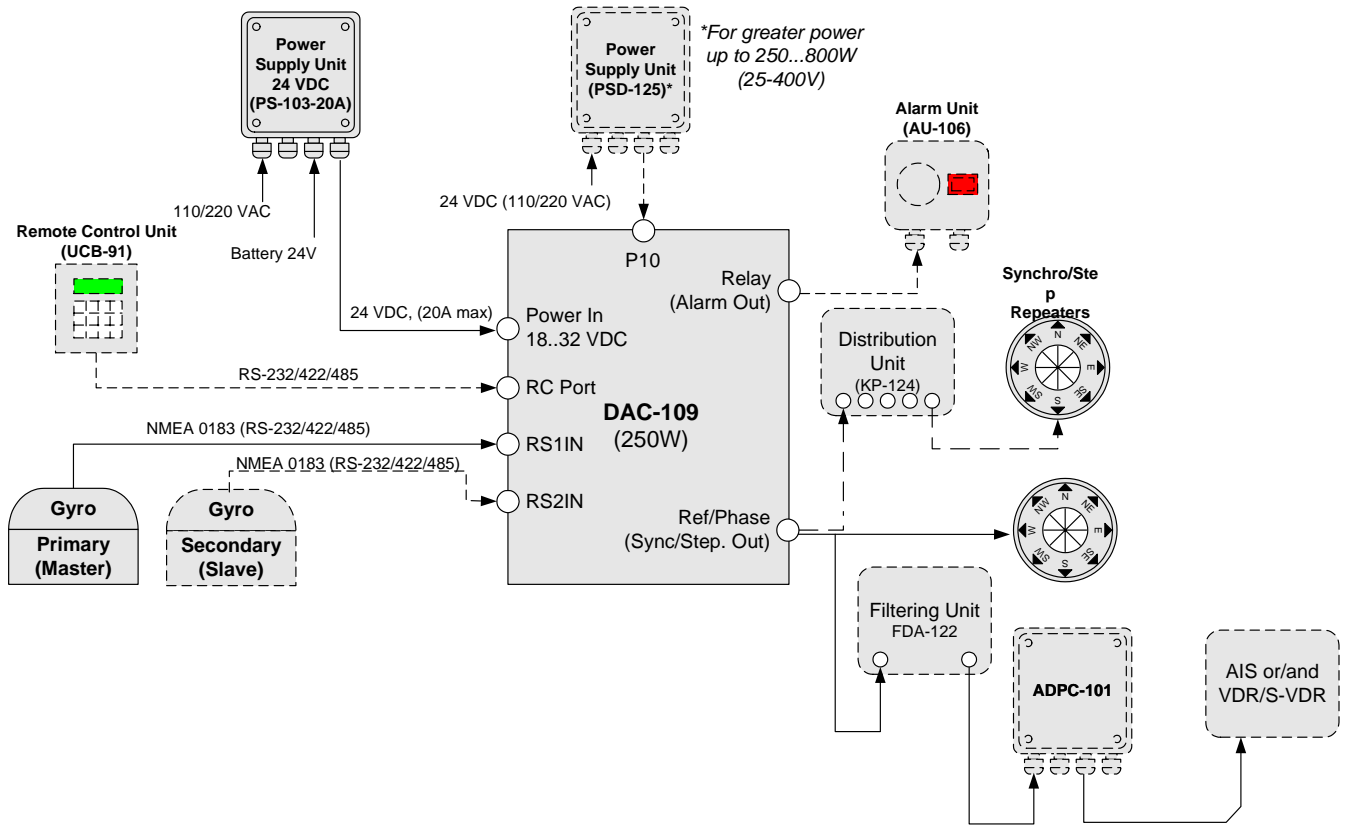 Power
Supply Unit
24 VDC
(PS-103-20A)
Power
Supply Unit
(PSD-125)*
*For greater power
up to 250...800W
(25-400V)
Alarm Unit
(AU-106)
110/220 VAC
Battery 24V
24 VDC (110/220 VAC)
Remote Control Unit
(UCB-91)
24 VDC, (20A max)
RS-232/422/485
NMEA 0183 (RS-232/422/485)
NMEA 0183 (RS-232/422/485)
Gyro
Primary
(Master)
Gyro
Secondary
(Slave)
P10
Power In
18..32 VDC
RC Port
RS1IN
RS2IN
DAC-109
(250W)
Relay
(Alarm Out)
Ref/Phase
(Sync/Step. Out)
Distribution
Unit
(KP-124)
Synchro/Ste
p
Repeaters
N
NE
E
SE
S
SW
W
NW
N
NE
E
SE
S
SW
W
NW
Filtering Unit
FDA-122
ADPC-101
AIS or/and
VDR/S-VDR